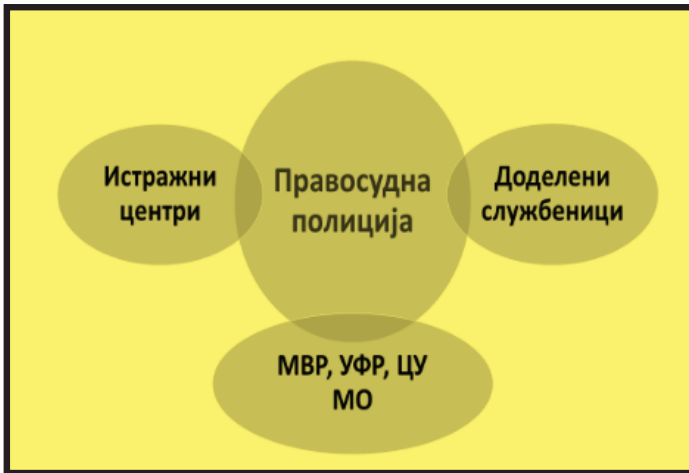 Истражни
центри
Правосудна
полиција
Доделени
службеници
МВР, УФР, ЦУ
МО